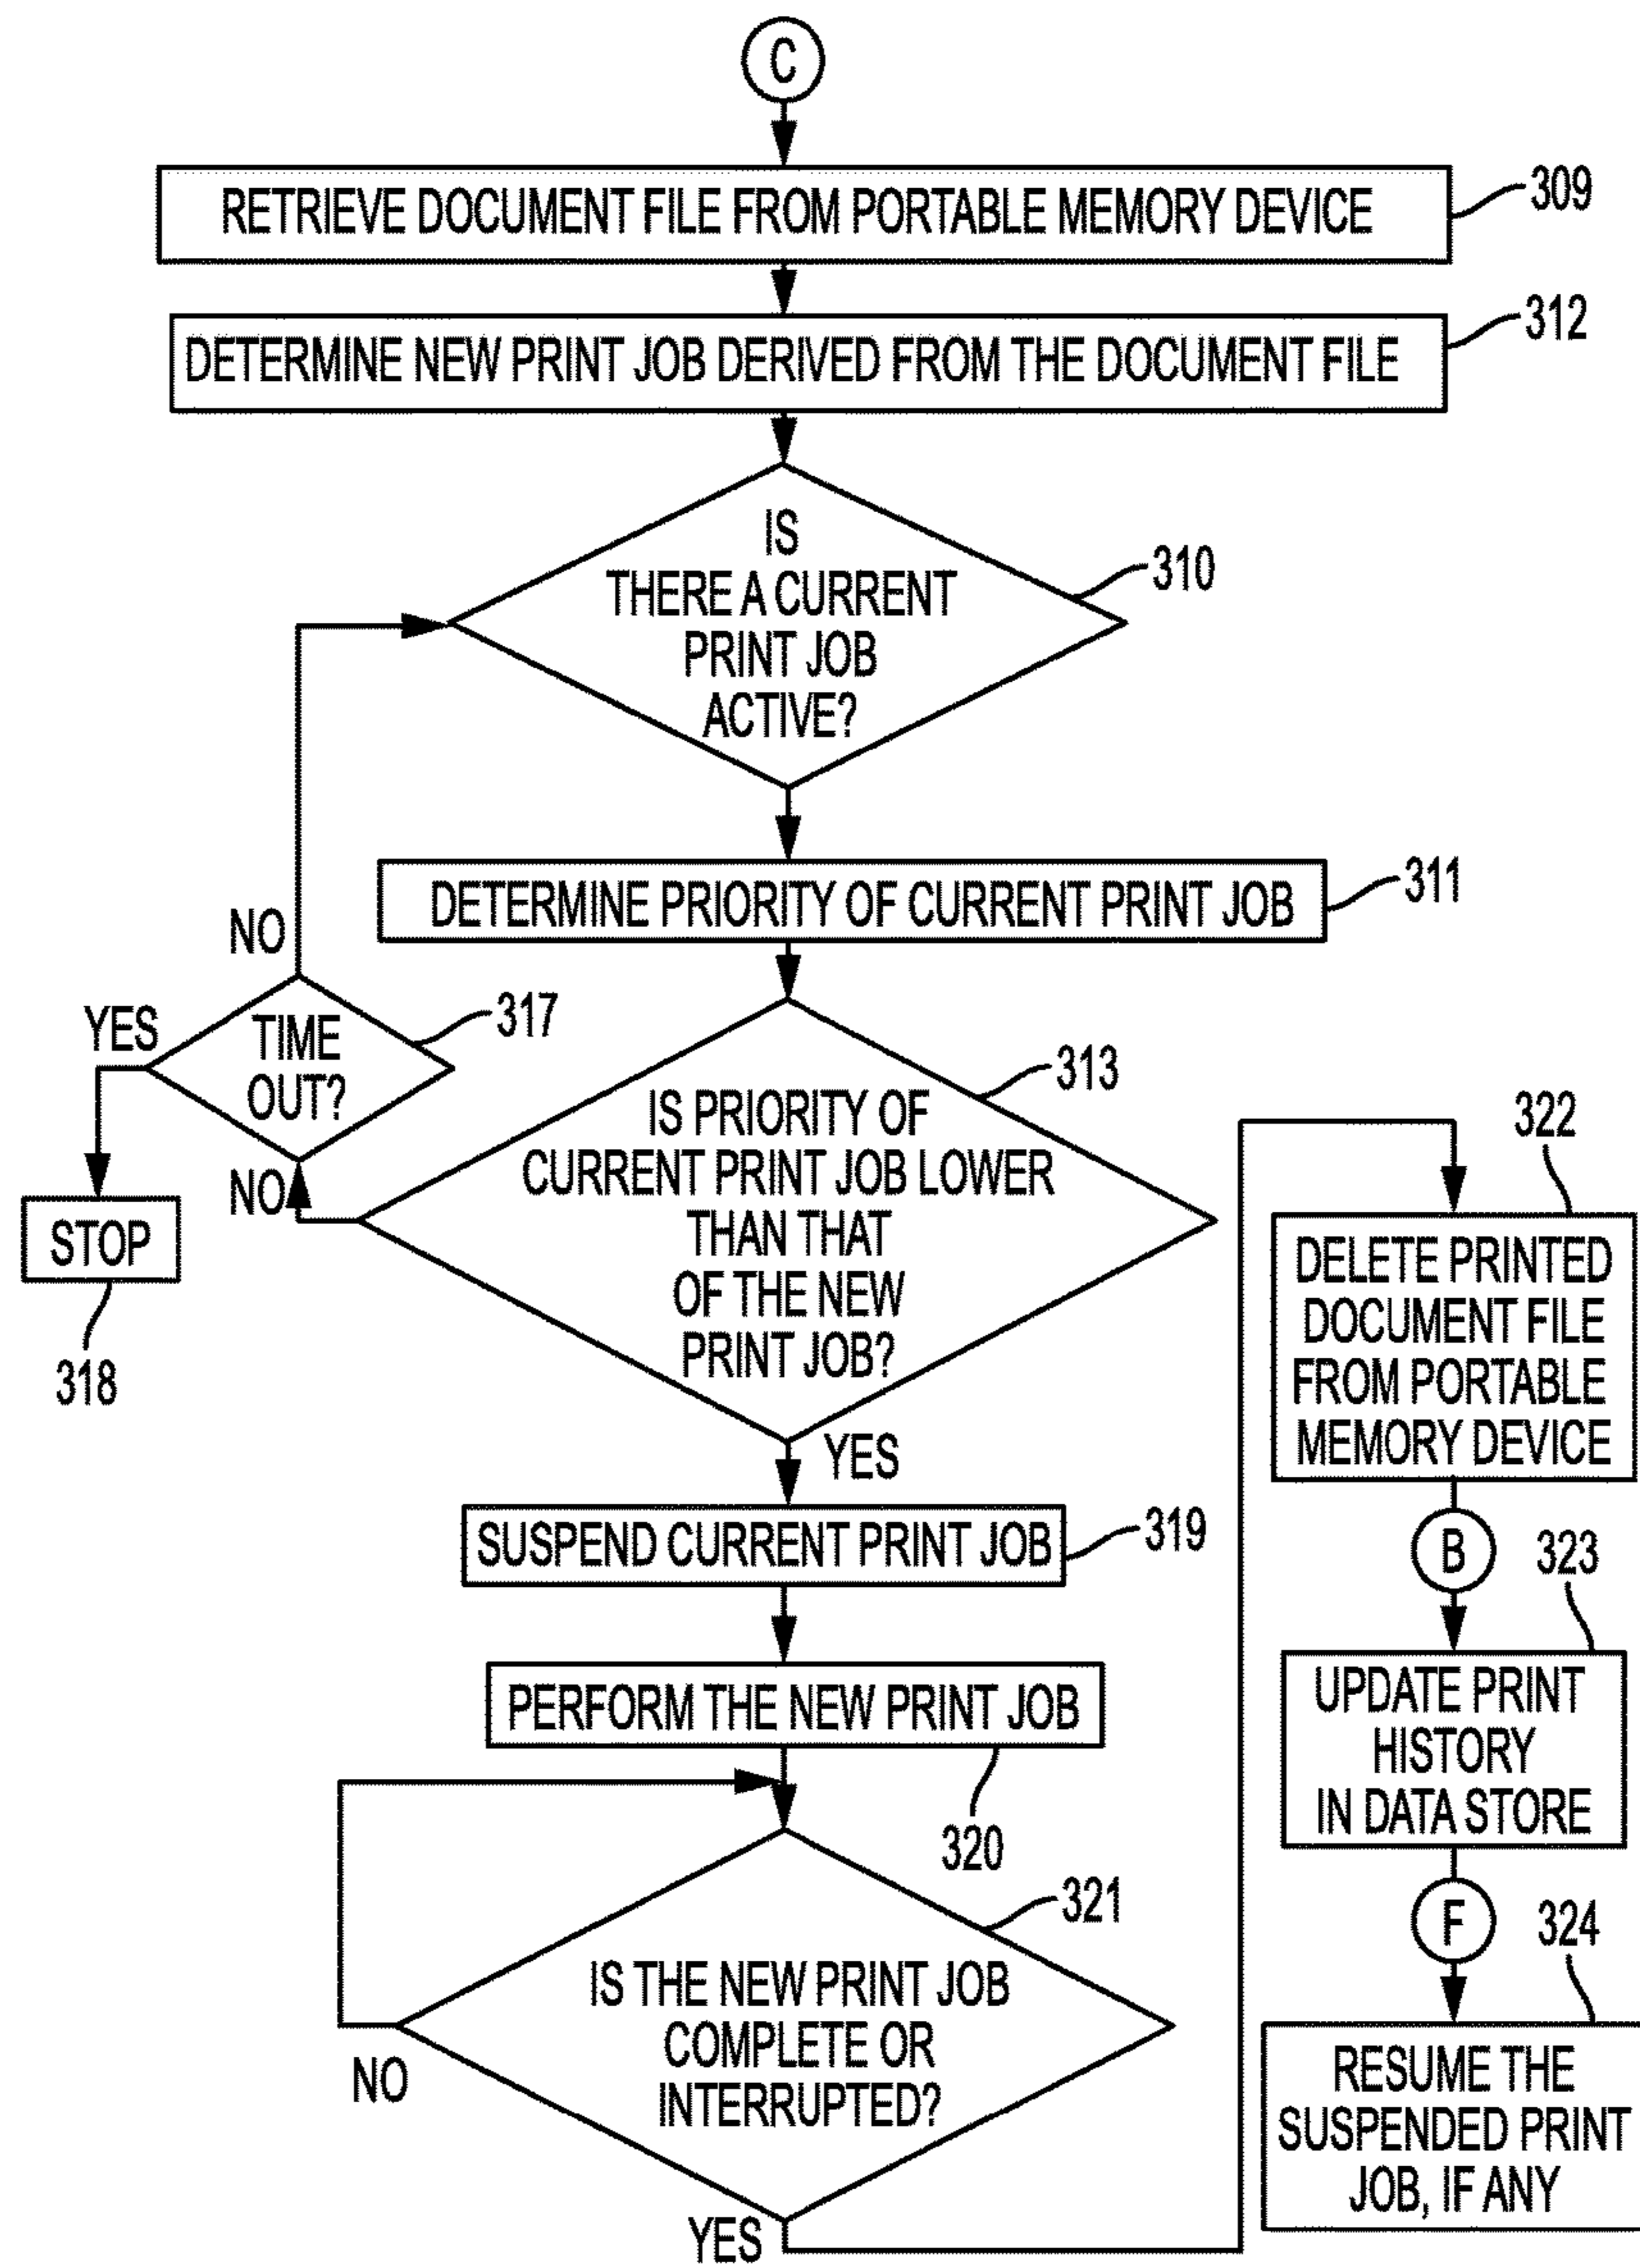 C
RETRIEVE DOCUMENT FILE FROM PORTABLE MEMORY DEVICE
309
DETERMINE NEW PRINT JOB DERIVED FROM THE DOCUMENT FILE
312
IS
THERE A CURRENT
PRINT JOB
ACTIVE?
310
DETERMINE PRIORITY OF CURRENT PRINT JOB
311
NO
YES
TIME
OUT?
317
NO
STOP
318
IS PRIORITY OF
CURRENT PRINT JOB LOWER
THAN THAT
OF THE NEW
PRINT JOB?
313
YES
SUSPEND CURRENT PRINT JOB
319
PERFORM THE NEW PRINT JOB
320
IS THE NEW PRINT JOB
COMPLETE OR
INTERRUPTED?
321
NO
YES
322
DELETE PRINTED
DOCUMENT FILE
FROM PORTABLE
MEMORY DEVICE
B
323
UPDATE PRINT
HISTORY
IN DATA STORE
F
324
RESUME THE
SUSPENDED PRINT
JOB, IF ANY